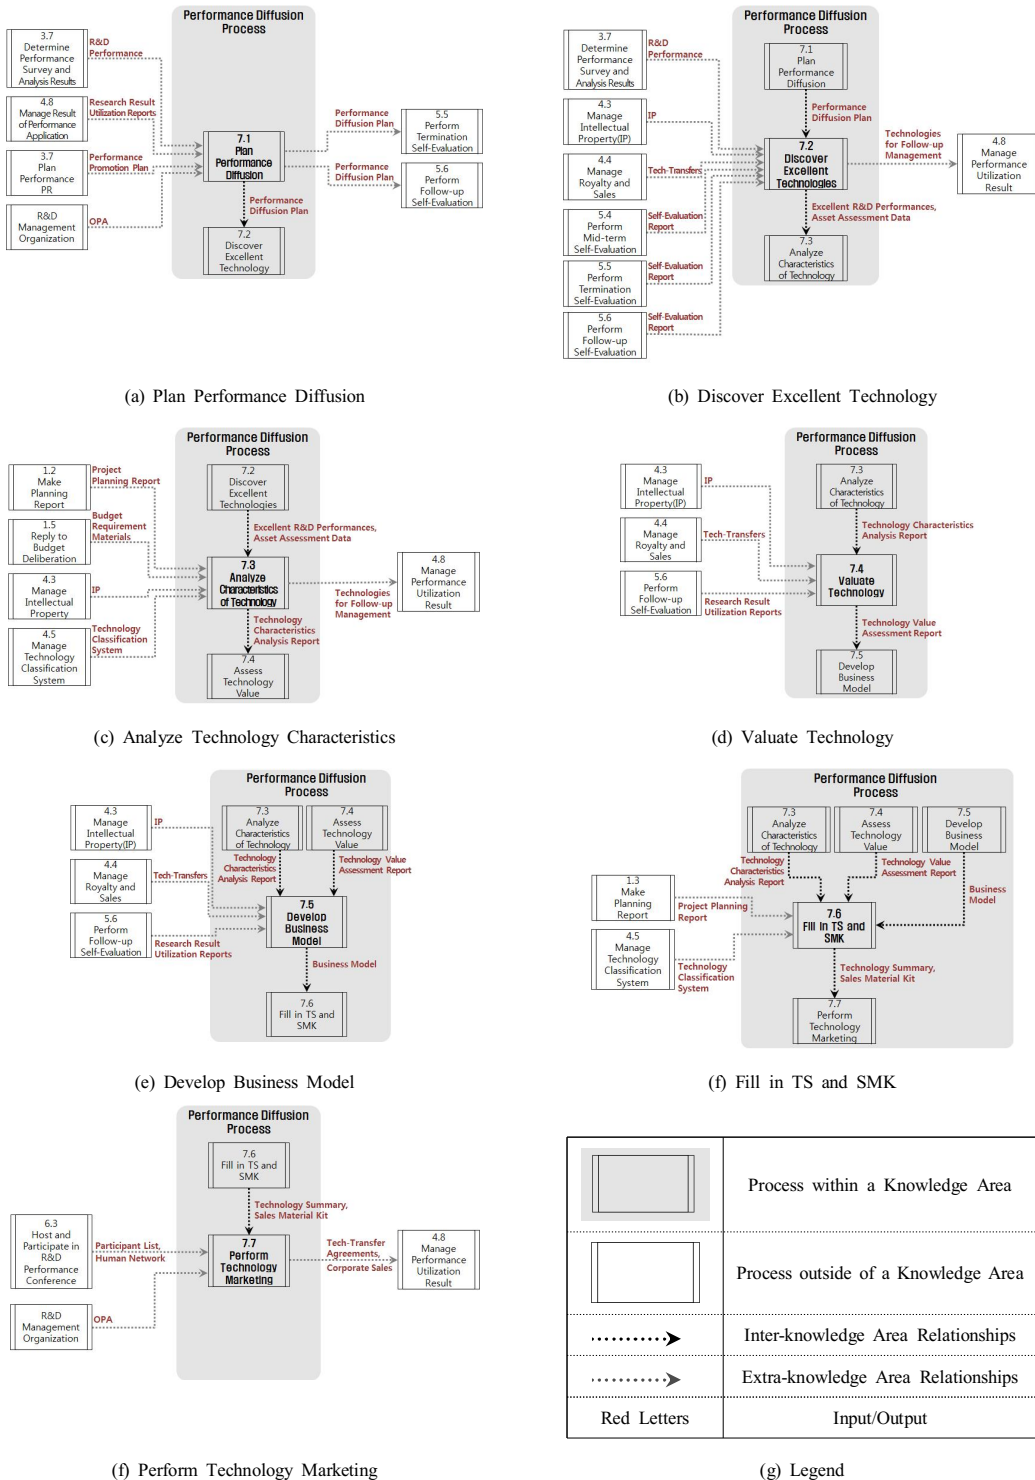 Performance Diffusion
Process
3.7
Determine
Performance
Survey and
Analysis Results
R&D
Performance
4.8
Manage Result
of Performance
Application
Research Result
Utilization Reports
3.7
Plan
Performance
PR
Performance
Promotion Plan
R&D
Management
Organization
OPA
7.1
Plan
Performance
Diffusion
Performance
Diffusion Plan
5.5
Perform
Termination
Self-Evaluation
Performance
Diffusion Plan
5.6
Perform
Follow-up
Self-Evaluation
Performance
Diffusion Plan
7.2
Discover
Excellent
Technology
(a) Plan Performance Diffusion
Performance Diffusion
Process
3.7
Determine
Performance
Survey and
Analysis Results
R&D
Performance
4.3
Manage
Intellectual
Property(IP)
IP
4.4
Manage
Royalty and
Sales
Tech-Transfers
5.4
Perform
Mid-term
Self-Evaluation
Self-Evaluation
Report
5.5
Perform
Termination
Self-Evaluation
Self-Evaluation
Report
5.6
Perform
Follow-up
Self-Evaluation
Self-Evaluation
Report
7.1
Plan
Performance
Diffusion
Performance
Diffusion Plan
7.2
Discover
Excellent
Technologies
Technologies
for Follow-up
Management
4.8
Manage
Performance
Utilization
Result
Excellent R&D Performances,
Asset Assessment Data
7.3
Analyze
Characteristics
of Technology
(b) Discover Excellent Technology
Performance Diffusion
Process
1.2
Make
Planning
Report
Project
Planning Report
1.5
Reply to
Budget
Deliberation
Budget
Requirement
Materials
4.3
Manage
Intellectual
Property
IP
4.5
Manage
Technology
Classification
System
Technology
Classification
System
7.2
Discover
Excellent
Technologies
Excellent R&D Performances,
Asset Assessment Data
7.3
Analyze
Characteristics
of Technology
Technologies
for Follow-up
Management
4.8
Manage
Performance
Utilization
Result
Technology
Characteristics
Analysis Report
7.4
Assess
Technology
Value
(c) Analyze Technology Characteristics
Performance Diffusion
Process
4.3
Manage
Intellectual
Property(IP)
IP
4.4
Manage
Royalty and
Sales
Tech-Transfers
5.6
Perform
Follow-up
Self-Evaluation
Research Result
Utilization Reports
7.3
Analyze
Characteristics
of Technology
Technology Characteristics
Analysis Report
7.4
Valuate
Technology
Technology Value
Assessment Report
7.5
Develop
Business
Model
(d) Valuate Technology
Performance Diffusion
Process
4.3
Manage
Intellectual
Property(IP)
IP
4.4
Manage
Royalty and
Sales
Tech-Transfers
5.6
Perform
Follow-up
Self-Evaluation
Research Result
Utilization Reports
7.3
Analyze
Characteristics
of Technology
7.4
Assess
Technology
Value
Technology
Characteristics
Analysis Report
Technology Value
Assessment Report
7.5
Develop
Business
Model
Business Model
7.6
Fill in TS and
SMK
(e) Develop Business Model
Performance Diffusion
Process
7.3
Analyze
Characteristics
of Technology
7.4
Assess
Technology
Value
7.5
Develop
Business
Model
Technology
Characteristics
Analysis Report
Technology Value
Assessment Report
Business
Model
1.3
Make
Planning
Report
Project Planning
Report
4.5
Manage
Technology
Classification
System
Technology
Classification
System
7.6
Fill in TS and
SMK
Technology Summary,
Sales Material Kit
7.7
Perform
Technology
Marketing
(f) Fill in TS and SMK
Performance Diffusion
Process
7.6
Fill in TS and
SMK
Technology Summary,
Sales Material Kit
6.3
Host and
Participate in
R&D
Performance
Conference
Participant List,
Human Network
R&D
Management
Organization
OPA
7.7
Perform
Technology
Marketing
Tech-Transfer
Agreements,
Corporate Sales
4.8
Manage
Performance
Utilization
Result
(f) Perform Technology Marketing
Process within a Knowledge Area
Process outside of a Knowledge Area
Inter-knowledge Area Relationships
Extra-knowledge Area Relationships
Red Letters
Input/Output
(g) Legend